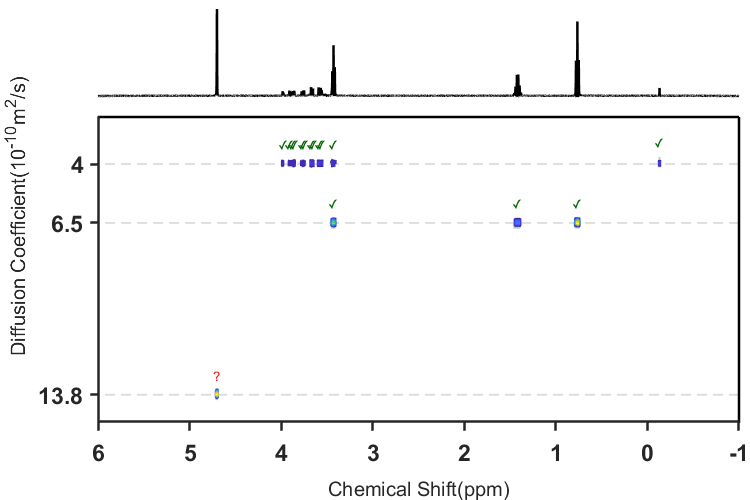 ✓ ✓ ✓ ✓ ✓ ✓ ✓ ✓ ✓ ✓ ✓
4
✓ ✓ ✓
6.5
Diffusion Coefficient(10⁻¹⁰m²/s)
?
13.8
6 5 4 3 2 1 0 -1
Chemical Shift(ppm)